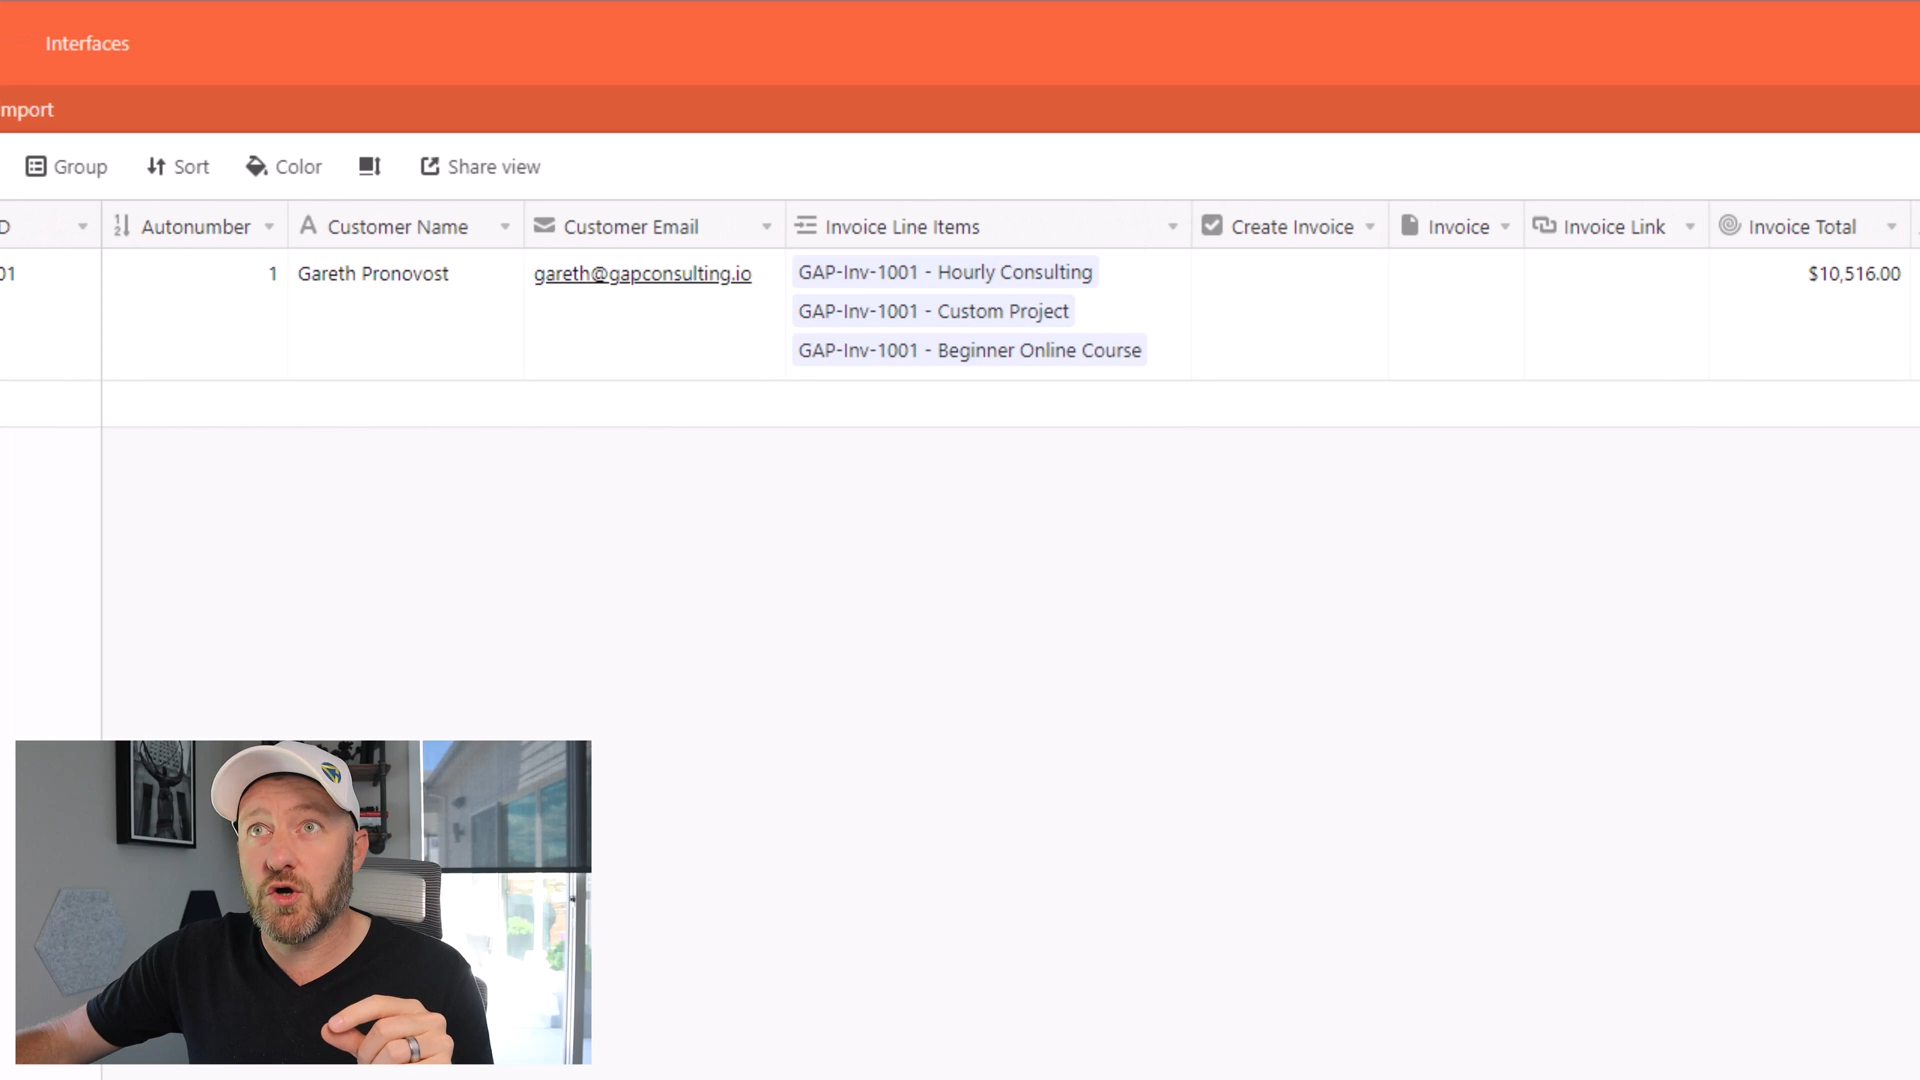 Interfaces
mport
Group Sort Color Share view
D Autonumber Customer Name Customer Email Invoice Line Items Create Invoice Invoice Invoice Link Invoice Total
01 1 Gareth Pronovost gareth@gapconsulting.io GAP-Inv-1001 - Hourly Consulting $10,516.00
GAP-Inv-1001 - Custom Project
GAP-Inv-1001 - Beginner Online Course